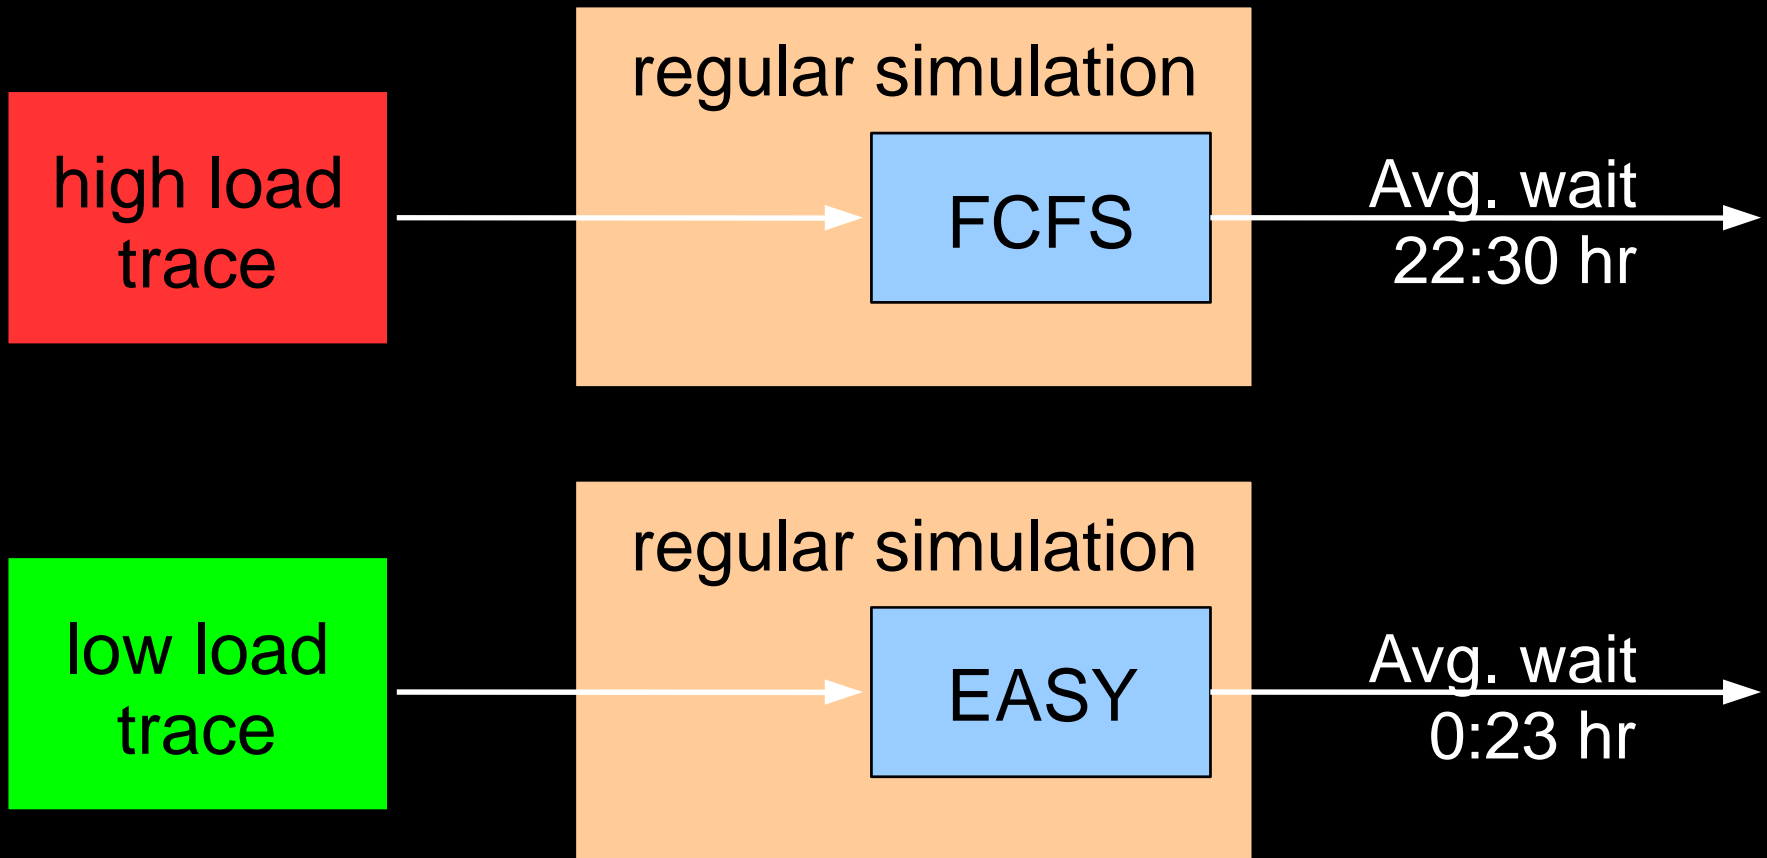 regular simulation
high load
trace
FCFS
Avg. wait
22:30 hr
regular simulation
low load
trace
EASY
Avg. wait
0:23 hr